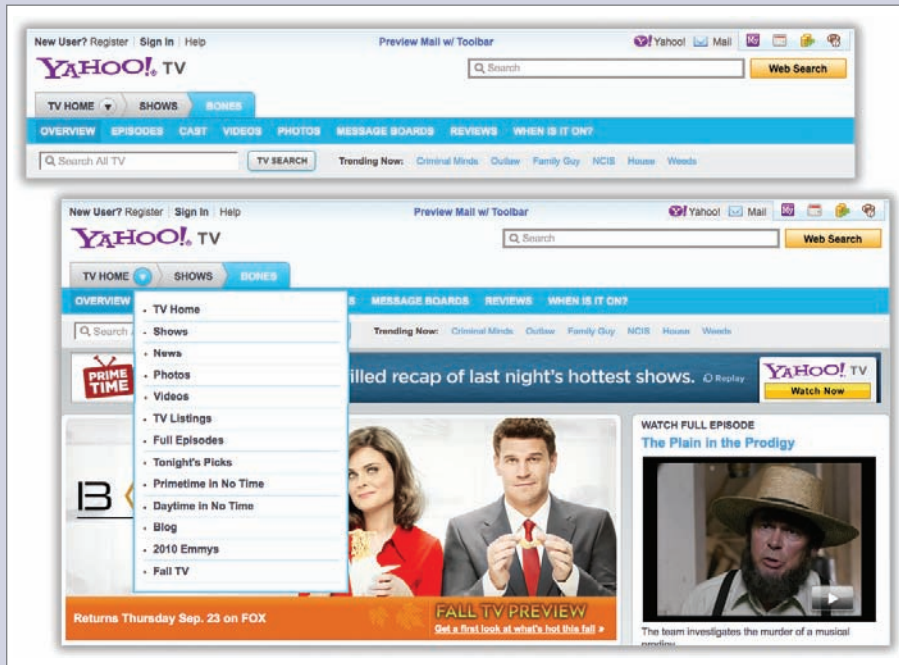 New User? Register Sign In Help Preview Mail w/ Toolbar Yahoo! Mail
YAHOO! TV
Search Web Search
TV HOME SHOWS BONES
OVERVIEW EPISODES CAST VIDEOS PHOTOS MESSAGE BOARDS REVIEWS WHEN IS IT ON?
Search All TV TV SEARCH Trending Now: Criminal Minds Outlaw Family Guy NCIS House Weeds
New User? Register Sign In Help Preview Mail w/ Toolbar Yahoo! Mail
YAHOO! TV
Search Web Search
TV HOME SHOWS BONES
OVERVIEW S MESSAGE BOARDS REVIEWS WHEN IS IT ON?
Search Trending Now: Criminal Minds Outlaw Family Guy NCIS House Weeds
TV Home
Shows
News
Photos
Videos
TV Listings
Full Episodes
Tonight's Picks
Primetime in No Time
Daytime in No Time
Blog
2010 Emmys
Fall TV
PRIME
TIME
illed recap of last night's hottest shows. Replay
YAHOO! TV
Watch Now
B
Returns Thursday Sep. 23 on FOX
FALL TV PREVIEW
Get a first look at what's hot this fall »
WATCH FULL EPISODE
The Plain in the Prodigy
The team investigates the murder of a musical
prodigy